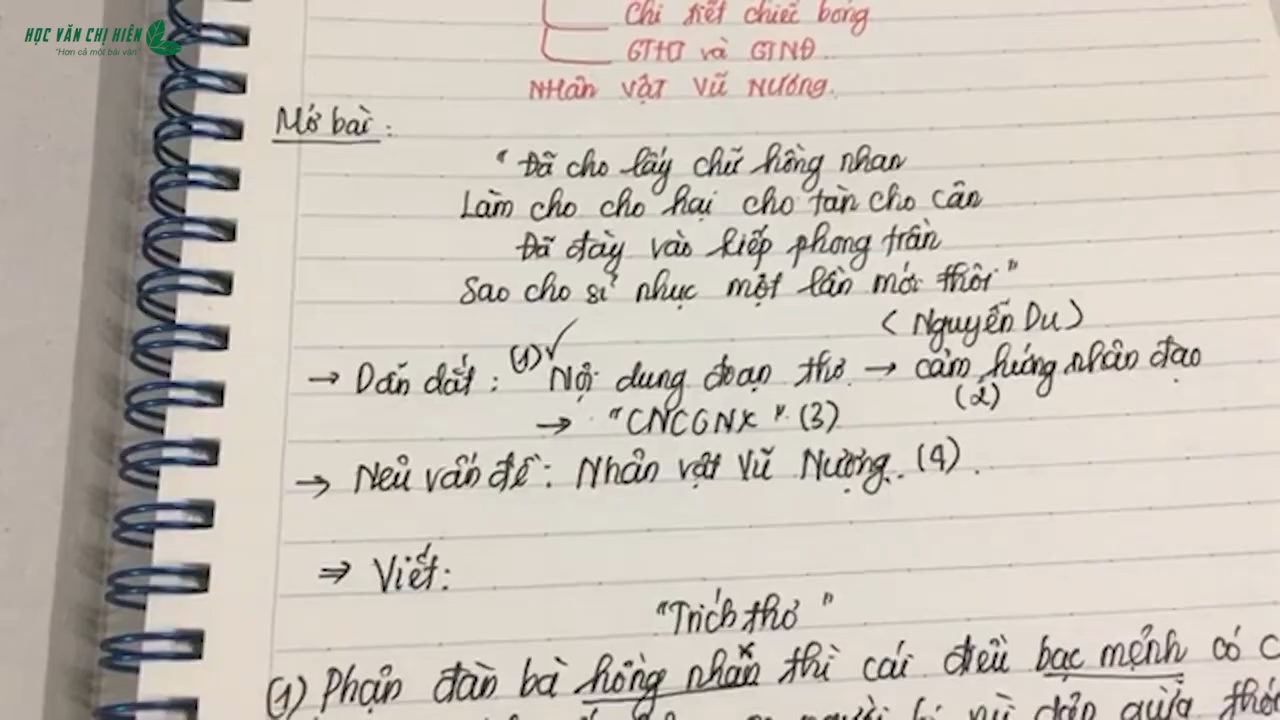 HỌC VĂN CHỊ HIÊN
"Hơn cả một bài văn"
Chi tiết chiếc bóng
GTHT và GTNĐ
Nhân vật Vũ Nương.
Mở bài:
"Đã cho lấy chữ hồng nhan
Làm cho cho hại cho tàn cho cân
Đã đày vào kiếp phong trần
Sao cho sỉ nhục một lần mới thôi"
(Nguyễn Du)
→ Dẫn dắt: (1) ✓ Nội dung đoạn thơ → cảm hứng nhân đạo
(2)
→ "CNCGNX" (3)
→ Nêu vấn đề: Nhân vật Vũ Nương. (4).
⇒ Viết:
"Trích thơ"
(1) Phận đàn bà hồng nhan thì cái điều bạc mệnh có